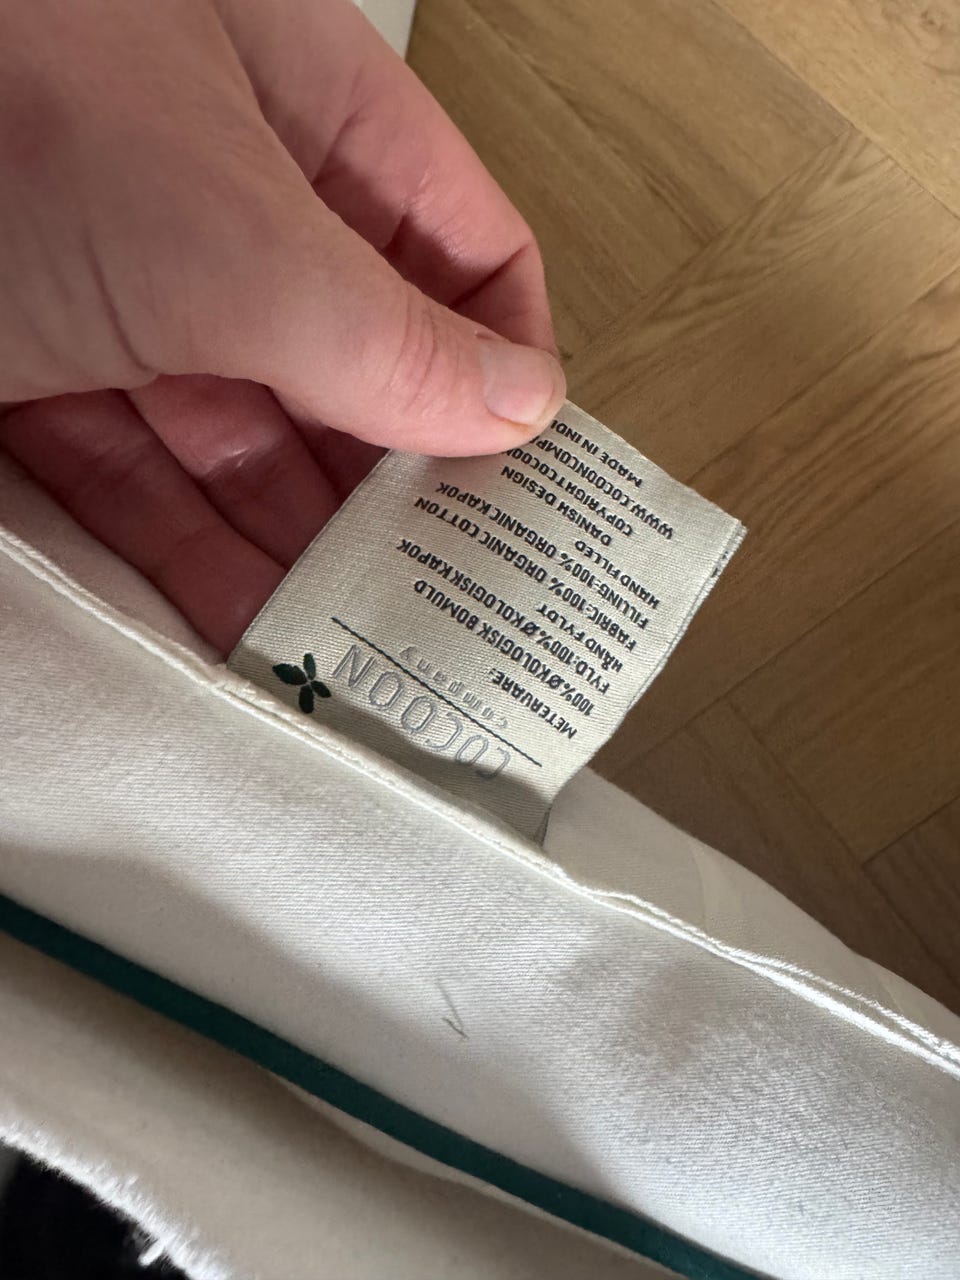 COCOON
company
METERVARE:
100% ØKOLOGISK BOMULD
FYLD:100% ØKOLOGISK KAPOK
HÅND FYLDT
FABRIC:100% ORGANIC COTTON
FILLING:100% ORGANIC KAPOK
HAND FILLED
DANISH DESIGN
COPYRIGHT
MADE IN